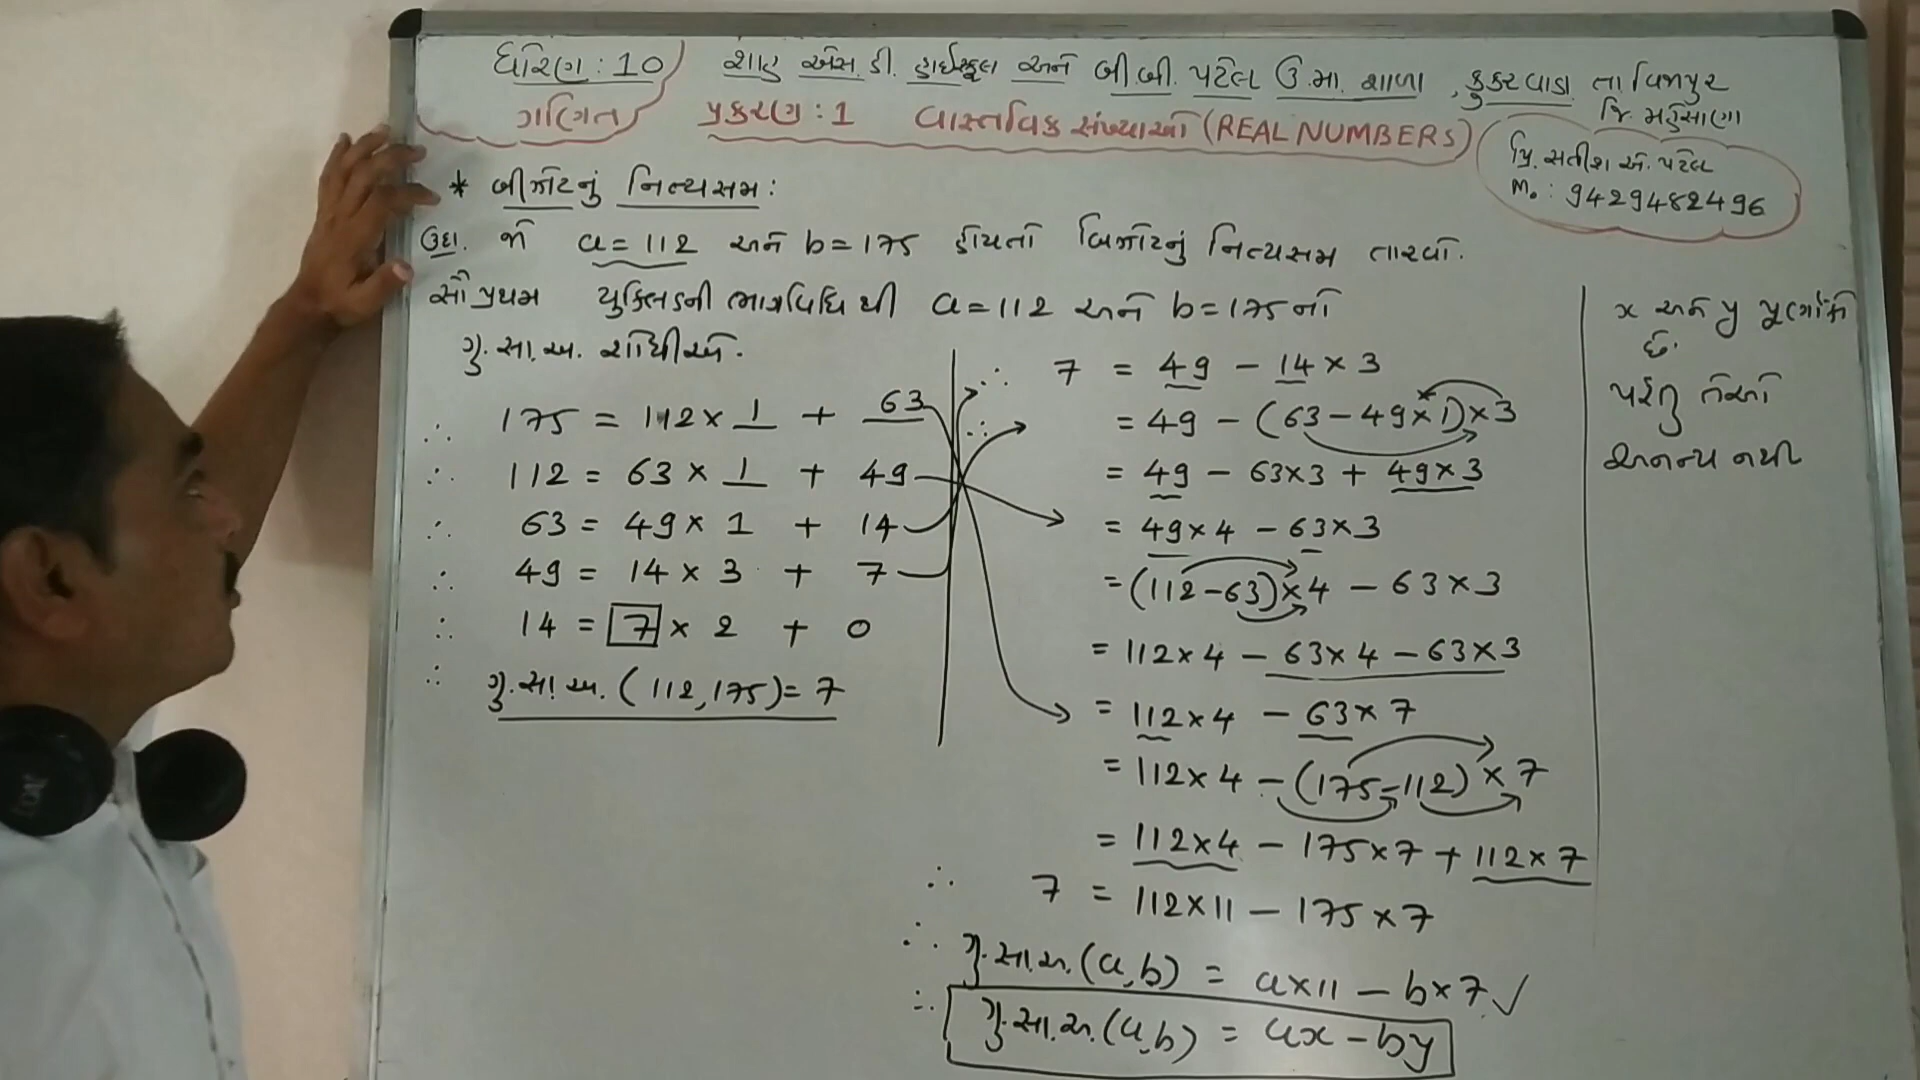 ધોરણ : 10 શાહ એસ.ડી. હાઈસ્કૂલ અને બી.બી. પટેલ ઉ.મા. શાળા, કુકરવાડા તા વિજાપુર
જિ. મહેસાણા
ગણિત પ્રકરણ : 1 વાસ્તવિક સંખ્યાઓ (REAL NUMBERS)
પ્રિ. સતીશ એ. પટેલ
Mo : 9429482496
* બીઝોટનું નિત્યસમ :
ઉદા. જો a = 112 અને b = 175 હોયતો બિઝોટનું નિત્યસમ તારવો.
સૌ પ્રથમ યુક્લિડની ભાગવિધિ થી a = 112 અને b = 175 નો
ગુ.સા.અ. શોધીએ.
∴ 175 = 112 × 1 + 63
∴ 112 = 63 × 1 + 49
∴ 63 = 49 × 1 + 14
∴ 49 = 14 × 3 + 7
∴ 14 = 7 × 2 + 0
∴ ગુ.સા.અ. (112, 175) = 7
∴ 7 = 49 – 14 × 3
∴ = 49 – (63 – 49 × 1) × 3
= 49 – 63×3 + 49×3
= 49×4 – 63×3
= (112 – 63) × 4 – 63×3
= 112×4 – 63×4 – 63×3
= 112×4 – 63×7
= 112×4 – (175 – 112) × 7
= 112×4 – 175×7 + 112×7
∴ 7 = 112×11 – 175×7
∴ ગુ.સા.અ. (a, b) = a×11 – b×7 ✓
∴ ગુ.સા.અ. (a, b) = ax – by
x અને y પૂર્ણાંક
છે.
પરંતુ તેઓ
અનન્ય નથી